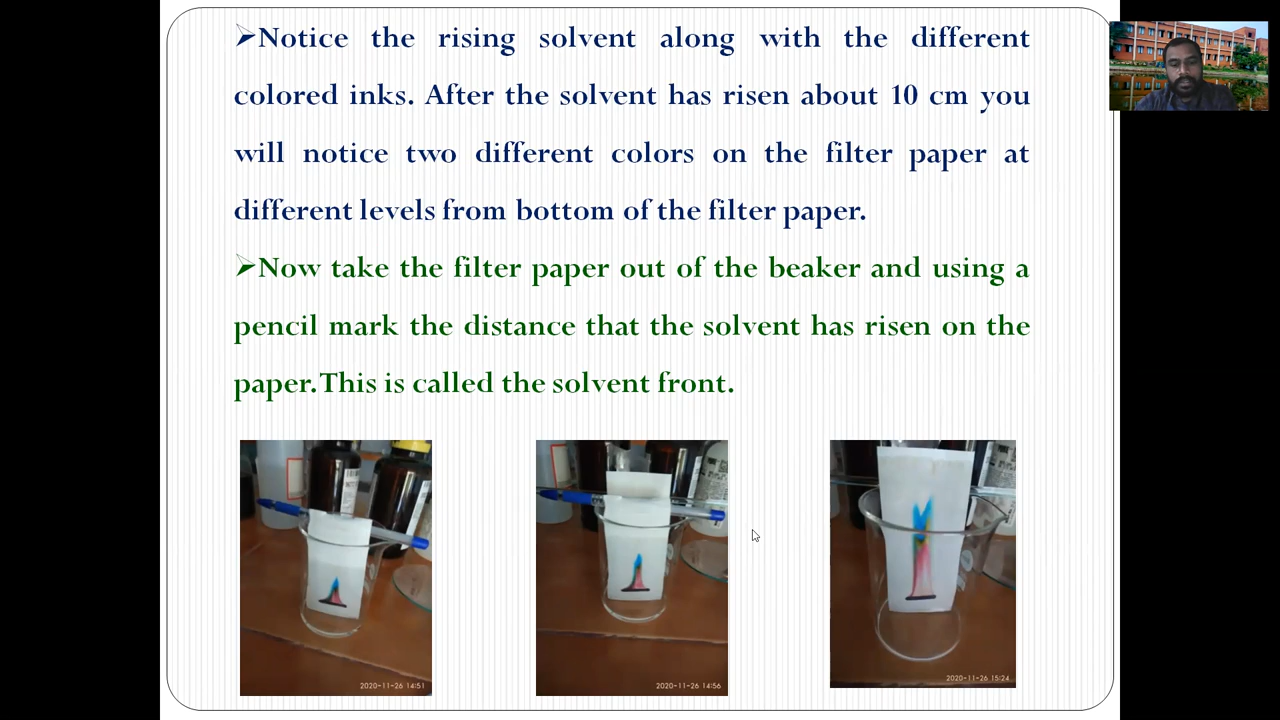 ➢Notice the rising solvent along with the different
colored inks. After the solvent has risen about 10 cm you
will notice two different colors on the filter paper at
different levels from bottom of the filter paper.
➢Now take the filter paper out of the beaker and using a
pencil mark the distance that the solvent has risen on the
paper. This is called the solvent front.
2020-11-26 14:51
2020-11-26 14:56
2020-11-26 15:24